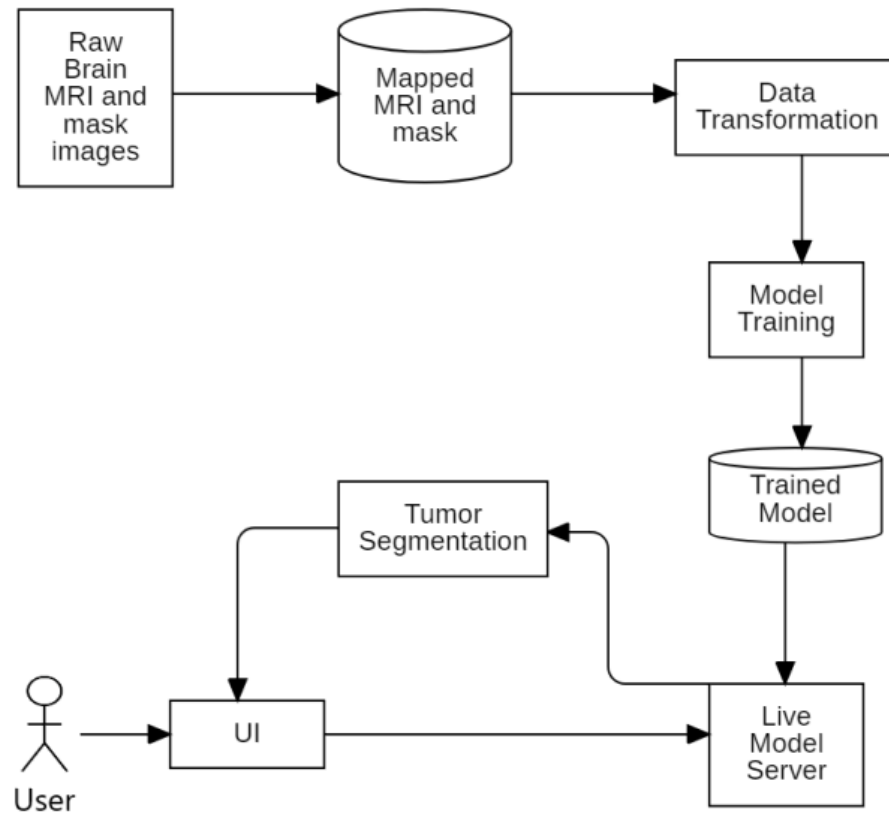 Raw
Brain
MRI and
mask
images
Mapped
MRI and
mask
Data
Transformation
Model
Training
Trained
Model
Tumor
Segmentation
Live
Model
Server
UI
User